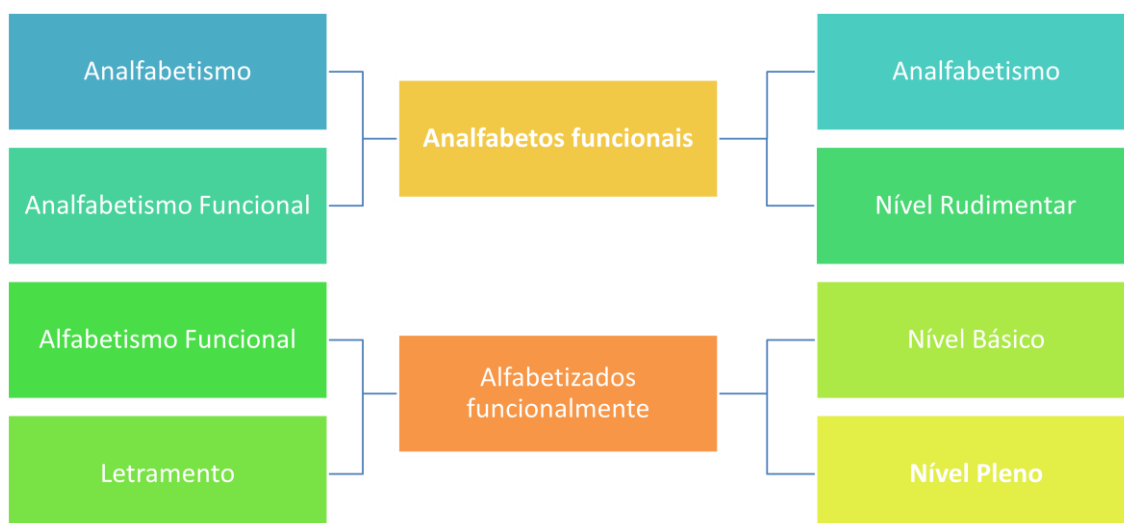 Analfabetismo
Analfabetismo Funcional
Analfabetos funcionais
Analfabetismo
Nível Rudimentar
Alfabetismo Funcional
Letramento
Alfabetizados
funcionalmente
Nível Básico
Nível Pleno